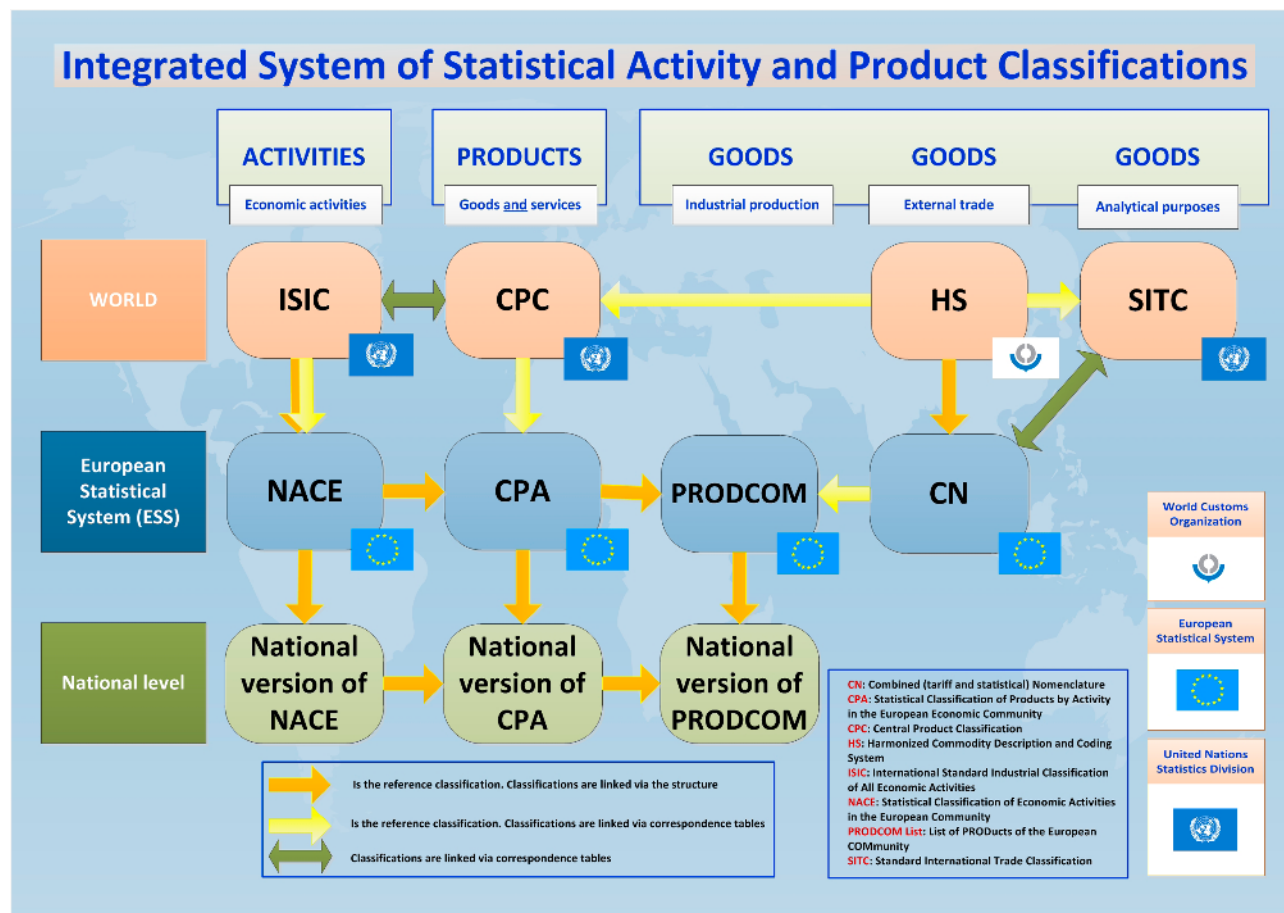 Integrated System of Statistical Activity and Product Classifications
ACTIVITIES
Economic activities
PRODUCTS
Goods and services
GOODS
Industrial production
GOODS
External trade
GOODS
Analytical purposes
WORLD
ISIC
CPC
HS
SITC
European
Statistical
System (ESS)
NACE
CPA
PRODCOM
CN
National level
National
version of
NACE
National
version of
CPA
National
version of
PRODCOM
Is the reference classification. Classifications are linked via the structure
Is the reference classification. Classifications are linked via correspondence tables
Classifications are linked via correspondence tables
CN: Combined (tariff and statistical) Nomenclature
CPA: Statistical Classification of Products by Activity
in the European Economic Community
CPC: Central Product Classification
HS: Harmonized Commodity Description and Coding
System
ISIC: International Standard Industrial Classification
of All Economic Activities
NACE: Statistical Classification of Economic Activities
in the European Community
PRODCOM List: List of PRODucts of the European
COMmunity
SITC: Standard International Trade Classification
World Customs
Organization
European
Statistical System
United Nations
Statistics Division